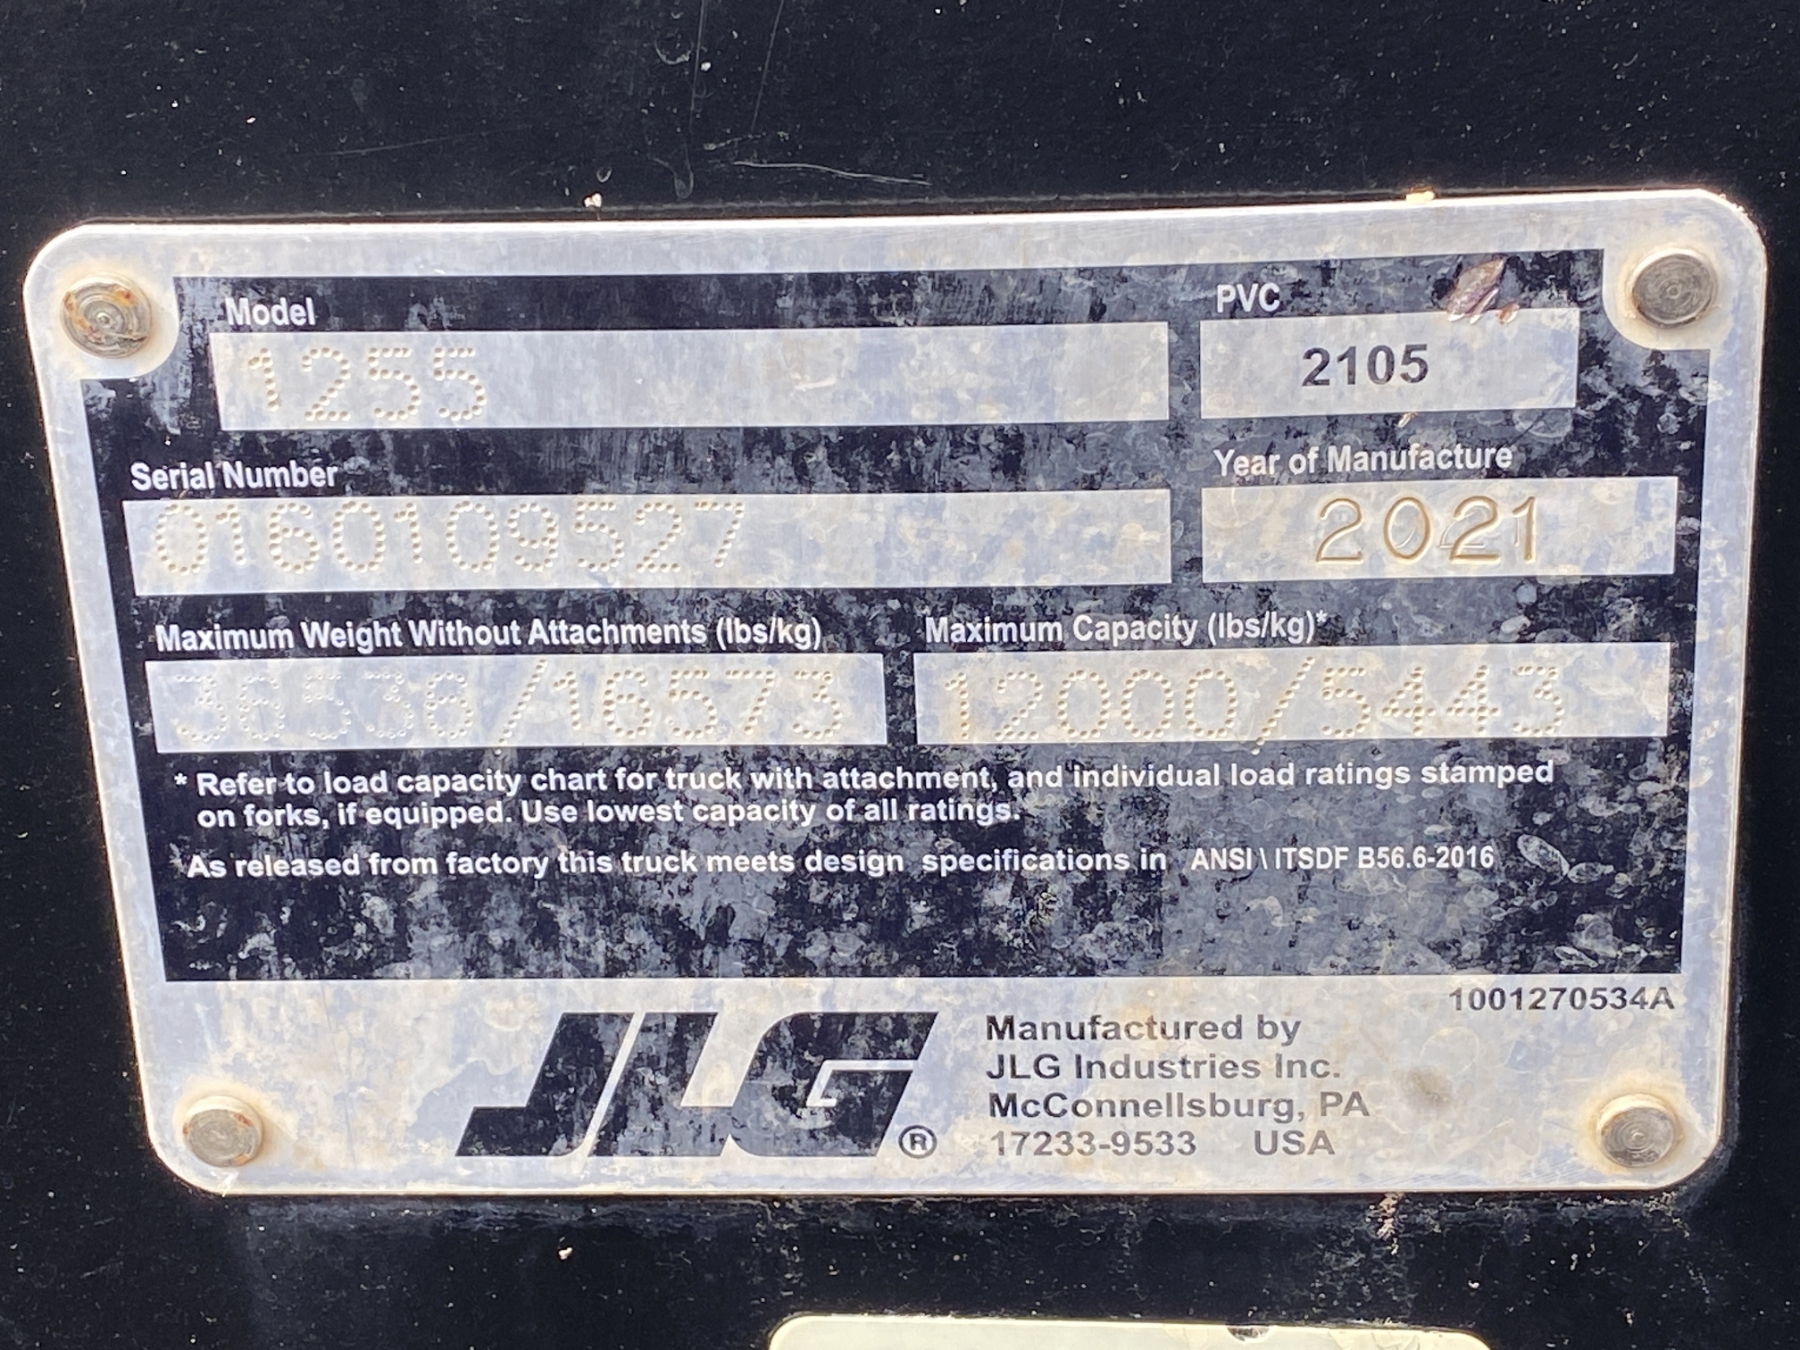 Model
PVC
1255
2105
Serial Number
Year of Manufacture
0160109527
2021
Maximum Weight Without Attachments (lbs/kg)
Maximum Capacity (lbs/kg)*
36538/16573
12000/5443
* Refer to load capacity chart for truck with attachment, and individual load ratings stamped
on forks, if equipped. Use lowest capacity of all ratings.
As released from factory this truck meets design specifications in ANSI \ ITSDF B56.6-2016
1001270534A
JLG®
Manufactured by
JLG Industries Inc.
McConnellsburg, PA
17233-9533 USA